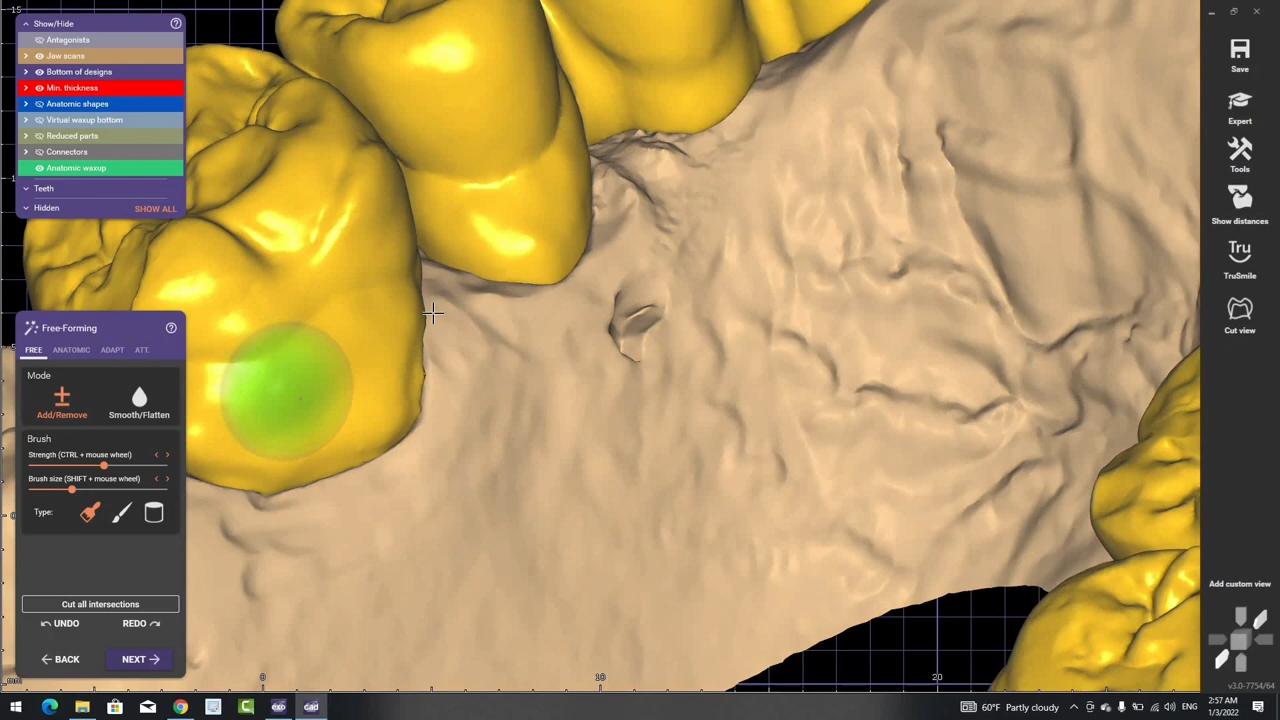 Show/Hide
Antagonists
Jaw scans
Bottom of designs
Min. thickness
Anatomic shapes
Virtual waxup bottom
Reduced parts
Connectors
Anatomic waxup
Teeth
Hidden SHOW ALL
Free-Forming
FREE ANATOMIC ADAPT ATT.
Mode
Add/Remove Smooth/Flatten
Brush
Strength (CTRL + mouse wheel)
Brush size (SHIFT + mouse wheel)
Type:
Cut all intersections
UNDO REDO
BACK NEXT
Save
Expert
Tools
Show distances
Tru
TruSmile
Cut view
Add custom view
v3.0-7754/64
0 10 20
60°F Partly cloudy
ENG
2:57 AM
1/3/2022